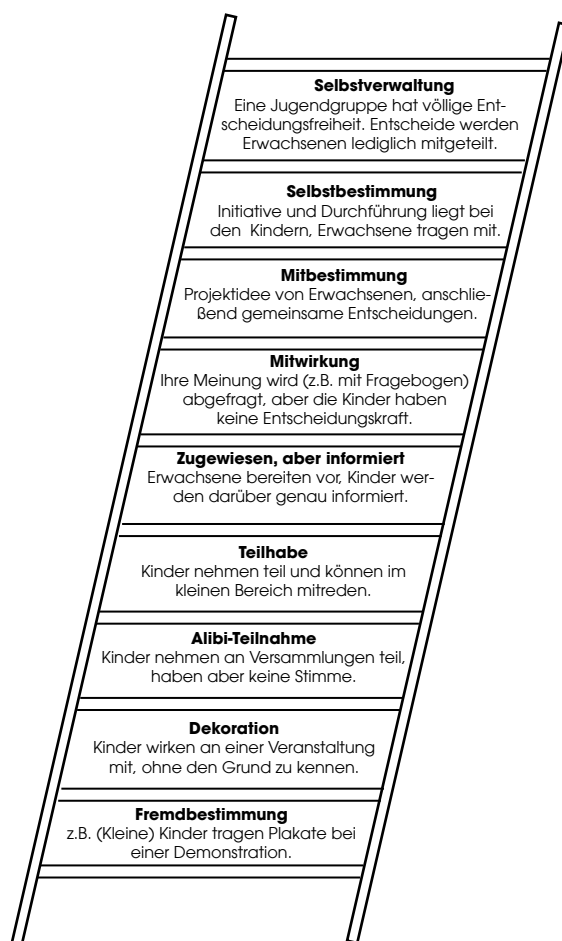 Selbstverwaltung
Eine Jugendgruppe hat völlige Ent-
scheidungsfreiheit. Entscheide werden
Erwachsenen lediglich mitgeteilt.
Selbstbestimmung
Initiative und Durchführung liegt bei
den Kindern, Erwachsene tragen mit.
Mitbestimmung
Projektidee von Erwachsenen, anschlie-
ßend gemeinsame Entscheidungen.
Mitwirkung
Ihre Meinung wird (z.B. mit Fragebogen)
abgefragt, aber die Kinder haben
keine Entscheidungskraft.
Zugewiesen, aber informiert
Erwachsene bereiten vor, Kinder wer-
den darüber genau informiert.
Teilhabe
Kinder nehmen teil und können im
kleinen Bereich mitreden.
Alibi-Teilnahme
Kinder nehmen an Versammlungen teil,
haben aber keine Stimme.
Dekoration
Kinder wirken an einer Veranstaltung
mit, ohne den Grund zu kennen.
Fremdbestimmung
z.B. (Kleine) Kinder tragen Plakate bei
einer Demonstration.